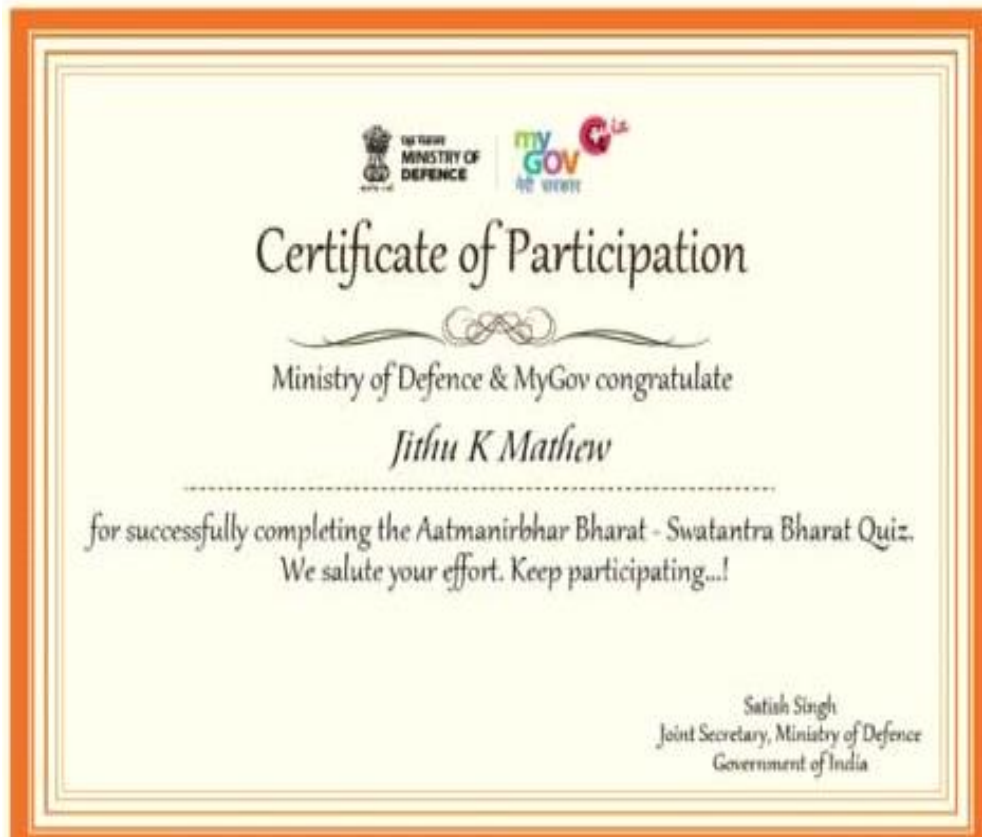 MINISTRY OF
DEFENCE
my
GOV
मेरी सरकार
Certificate of Participation
Ministry of Defence & MyGov congratulate
Jithu K Mathew
for successfully completing the Aatmanirbhar Bharat - Swatantra Bharat Quiz.
We salute your effort. Keep participating...!
Satish Singh
Joint Secretary, Ministry of Defence
Government of India